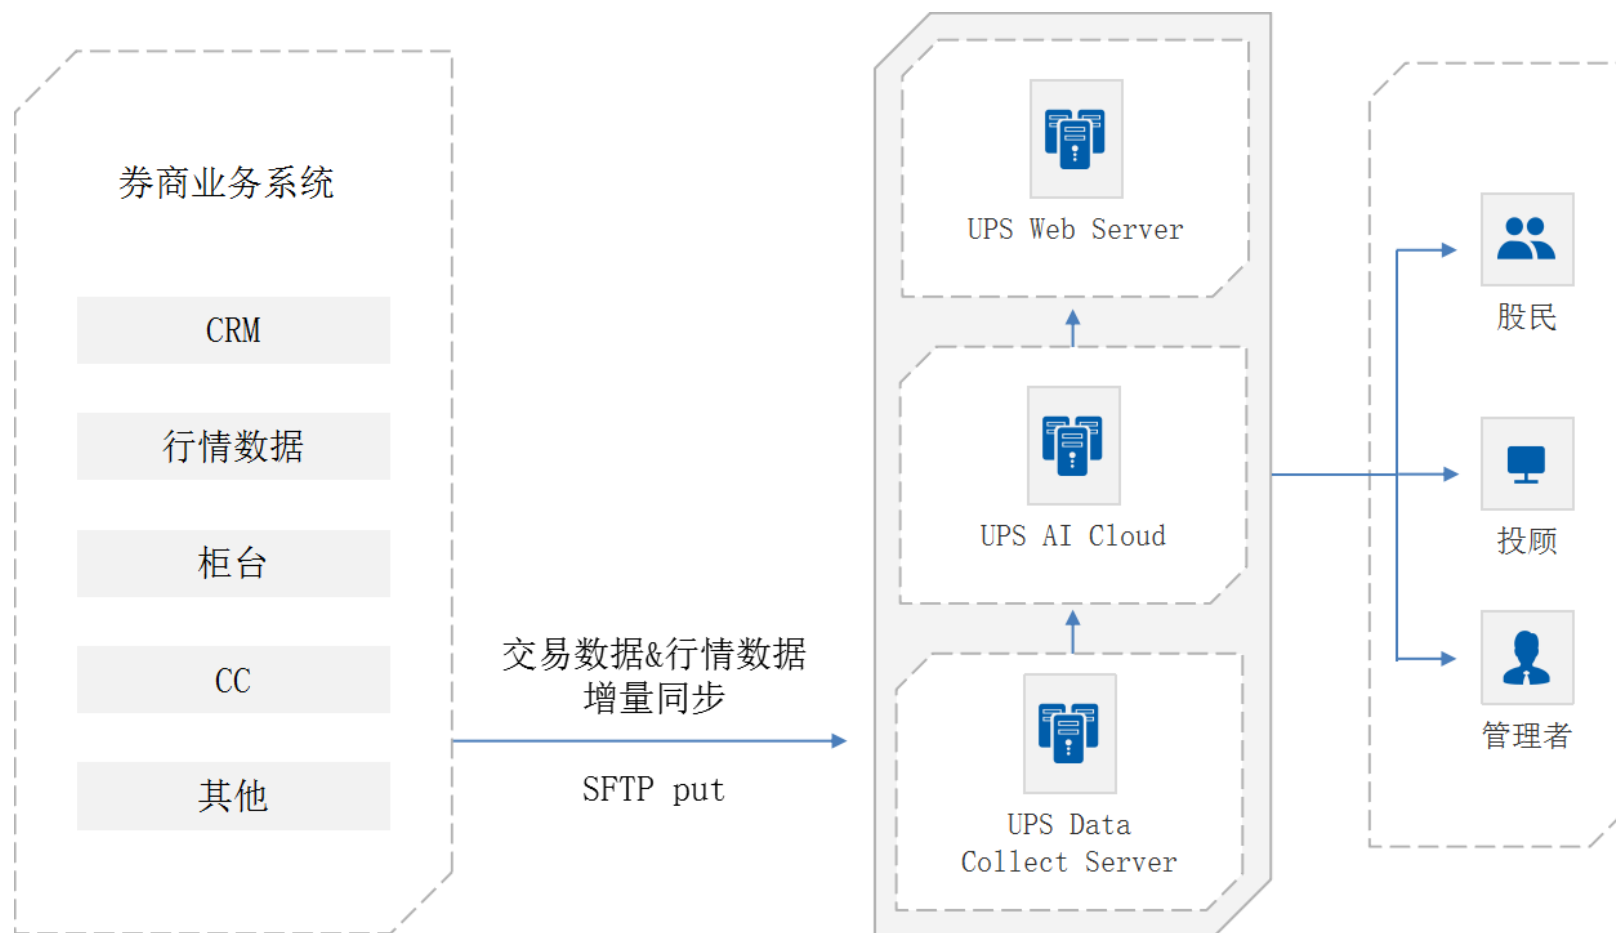 券商业务系统
CRM
行情数据
柜台
CC
其他
交易数据&行情数据
增量同步
SFTP put
UPS Web Server
UPS AI Cloud
UPS Data
Collect Server
股民
投顾
管理者